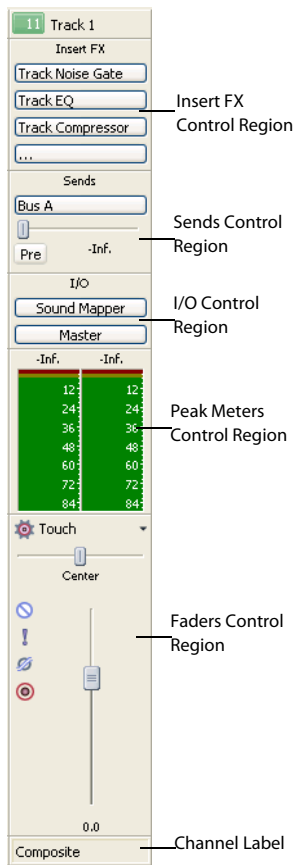 11 Track 1
Insert FX
Track Noise Gate
Track EQ
Track Compressor
...
Insert FX
Control Region
Sends
Bus A
Pre -Inf.
Sends Control
Region
I/O
Sound Mapper
Master
I/O Control
Region
-Inf. -Inf.
12 12
24 24
36 36
48 48
60 60
72 72
84 84
Peak Meters
Control Region
Touch
Center
0.0
Faders Control
Region
Composite
Channel Label